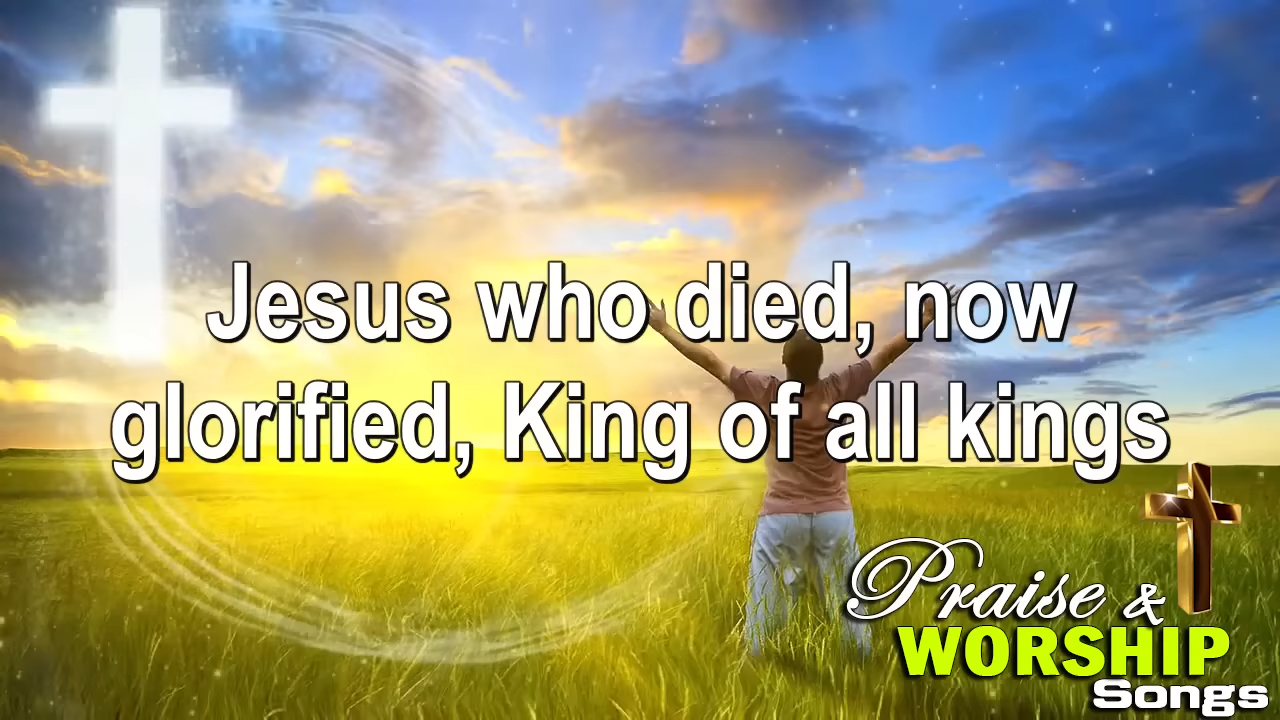 Jesus who died, now
glorified, King of all kings
Praise &
WORSHIP
Songs